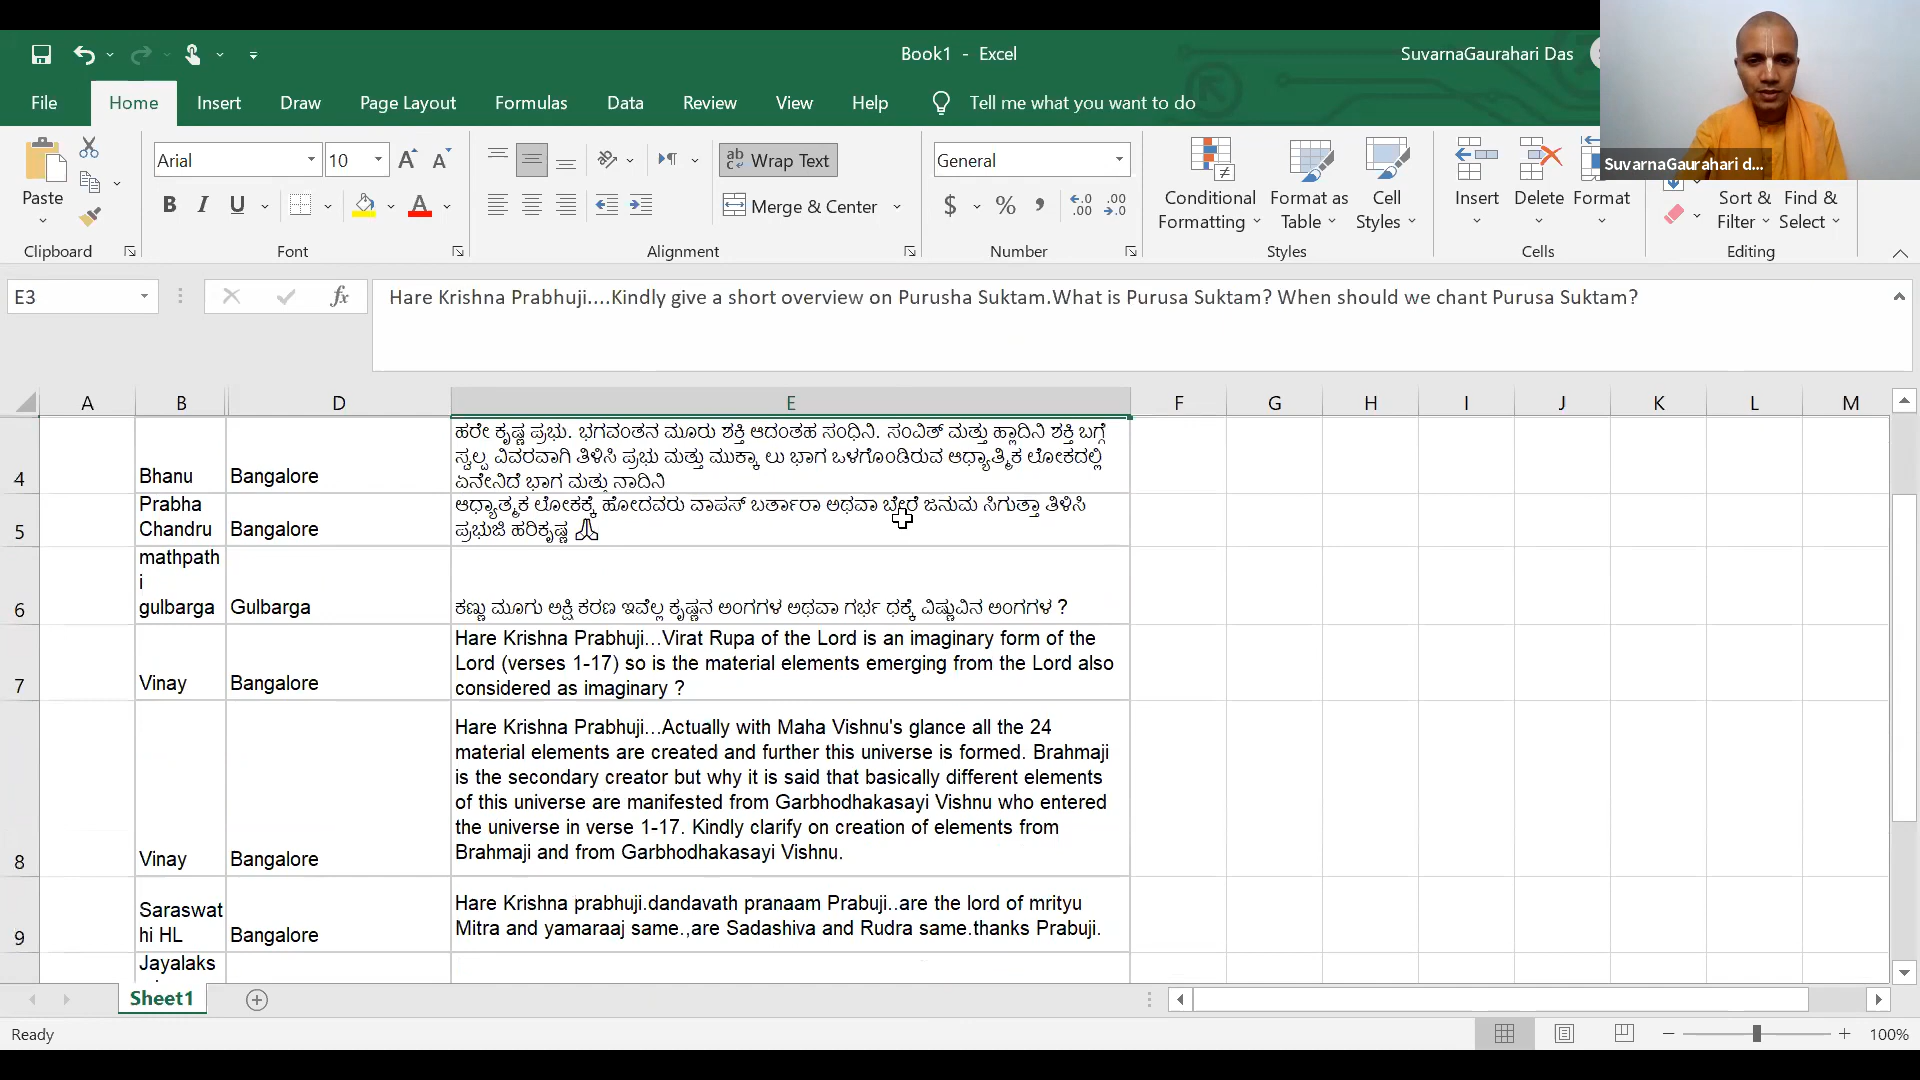 Book1 - Excel
SuvarnaGaurahari Das
File Home Insert Draw Page Layout Formulas Data Review View Help Tell me what you want to do
SuvarnaGaurahari d...
Paste
Arial 10
Wrap Text
General
B I U
Merge & Center
$ % ,
Conditional Formatting
Format as Table
Cell Styles
Insert Delete Format
Sort & Filter
Find & Select
Clipboard Font Alignment Number Styles Cells Editing
E3
fx
Hare Krishna Prabhuji....Kindly give a short overview on Purusha Suktam.What is Purusa Suktam? When should we chant Purusa Suktam?
A B D E F G H I J K L M
4 Bhanu Bangalore
ಹರೇ ಕೃಷ್ಣ ಪ್ರಭು. ಭಗವಂತನ ಮೂರು ಶಕ್ತಿ ಆದಂತಹ ಸಂಧಿನಿ. ಸಂವಿತ್ ಮತ್ತು ಹ್ಲಾದಿನಿ ಶಕ್ತಿ ಬಗ್ಗೆ
ಸ್ವಲ್ಪ ವಿವರವಾಗಿ ತಿಳಿಸಿ ಪ್ರಭು ಮತ್ತು ಮುಕ್ಕಾ ಲು ಭಾಗ ಒಳಗೊಂಡಿರುವ ಆಧ್ಯಾತ್ಮಿಕ ಲೋಕದಲ್ಲಿ
ಏನೇನಿದೆ ಭಾಗ ಮತ್ತು ನಾದಿನಿ
5 Prabha Chandru Bangalore
ಆಧ್ಯಾತ್ಮಕ ಲೋಕಕ್ಕೆ ಹೋದವರು ವಾಪಸ್ ಬರ್ತಾರಾ ಅಥವಾ ಬೇರೆ ಜನುಮ ಸಿಗುತ್ತಾ ತಿಳಿಸಿ
ಪ್ರಭುಜಿ ಹರಿಕೃಷ್ಣ 🙏
6 mathpath i gulbarga Gulbarga
ಕಣ್ಣು ಮೂಗು ಅಕ್ಷಿ ಕರಣ ಇವೆಲ್ಲ ಕೃಷ್ಣನ ಅಂಗಗಳ ಅಥವಾ ಗರ್ಭ ಧಕ್ಕೆ ವಿಷ್ಣುವಿನ ಅಂಗಗಳ ?
7 Vinay Bangalore
Hare Krishna Prabhuji...Virat Rupa of the Lord is an imaginary form of the
Lord (verses 1-17) so is the material elements emerging from the Lord also
considered as imaginary ?
8 Vinay Bangalore
Hare Krishna Prabhuji...Actually with Maha Vishnu's glance all the 24
material elements are created and further this universe is formed. Brahmaji
is the secondary creator but why it is said that basically different elements
of this universe are manifested from Garbhodhakasayi Vishnu who entered
the universe in verse 1-17. Kindly clarify on creation of elements from
Brahmaji and from Garbhodhakasayi Vishnu.
9 Saraswat hi HL Bangalore
Hare Krishna prabhuji.dandavath pranaam Prabuji..are the lord of mrityu
Mitra and yamaraaj same.,are Sadashiva and Rudra same.thanks Prabuji.
Jayalaks
Sheet1
Ready
100%